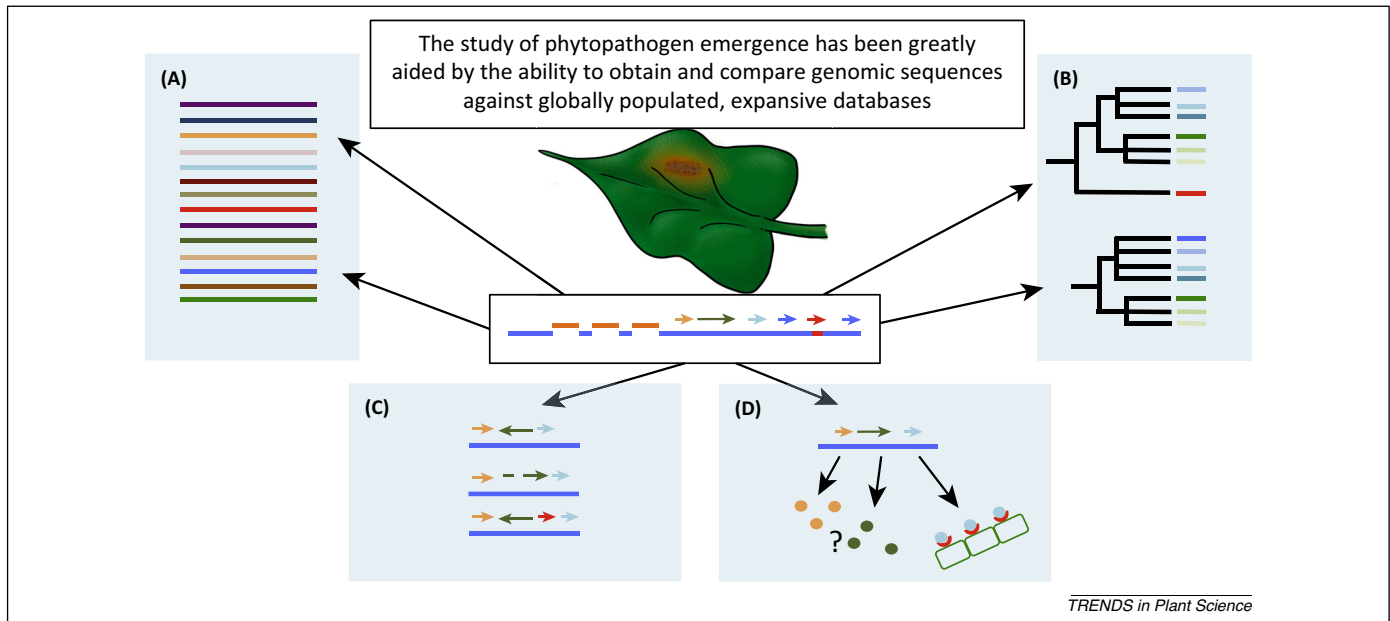 The study of phytopathogen emergence has been greatly
aided by the ability to obtain and compare genomic sequences
against globally populated, expansive databases
(A)
(B)
(C)
(D)
?
TRENDS in Plant Science